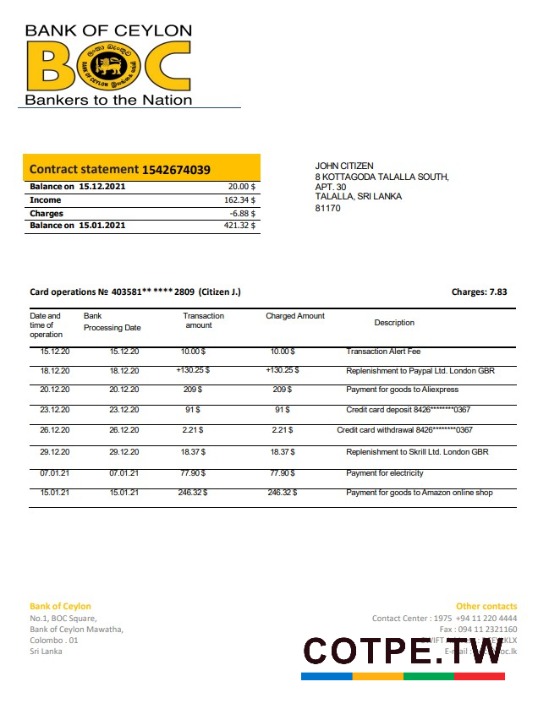 BANK OF CEYLON
BOC
Bankers to the Nation
Contract statement 1542674039
Balance on 15.12.2021 20.00 $
Income 162.34 $
Charges -6.88 $
Balance on 15.01.2021 421.32 $
JOHN CITIZEN
8 KOTTAGODA TALALLA SOUTH,
APT. 30
TALALLA, SRI LANKA
81170
Card operations № 403581** ****2809 (Citizen J.) Charges: 7.83
Date and time of operation Bank Processing Date Transaction amount Charged Amount Description
15.12.20 15.12.20 10.00 $ 10.00 $ Transaction Alert Fee
18.12.20 18.12.20 +130.25 $ +130.25 $ Replenishment to Paypal Ltd. London GBR
20.12.20 20.12.20 209 $ 209 $ Payment for goods to Aliexpress
23.12.20 23.12.20 91 $ 91 $ Credit card deposit 8426********0367
26.12.20 26.12.20 2.21 $ 2.21 $ Credit card withdrawal 8426********0367
29.12.20 29.12.20 18.37 $ 18.37 $ Replenishment to Skrill Ltd. London GBR
07.01.21 07.01.21 77.90 $ 77.90 $ Payment for electricity
15.01.21 15.01.21 246.32 $ 246.32 $ Payment for goods to Amazon online shop
Bank of Ceylon
No.1, BOC Square,
Bank of Ceylon Mawatha,
Colombo . 01
Sri Lanka
Other contacts
Contact Center : 1975 +94 11 220 4444
Fax : 094 11 2321160
COTPE.TW